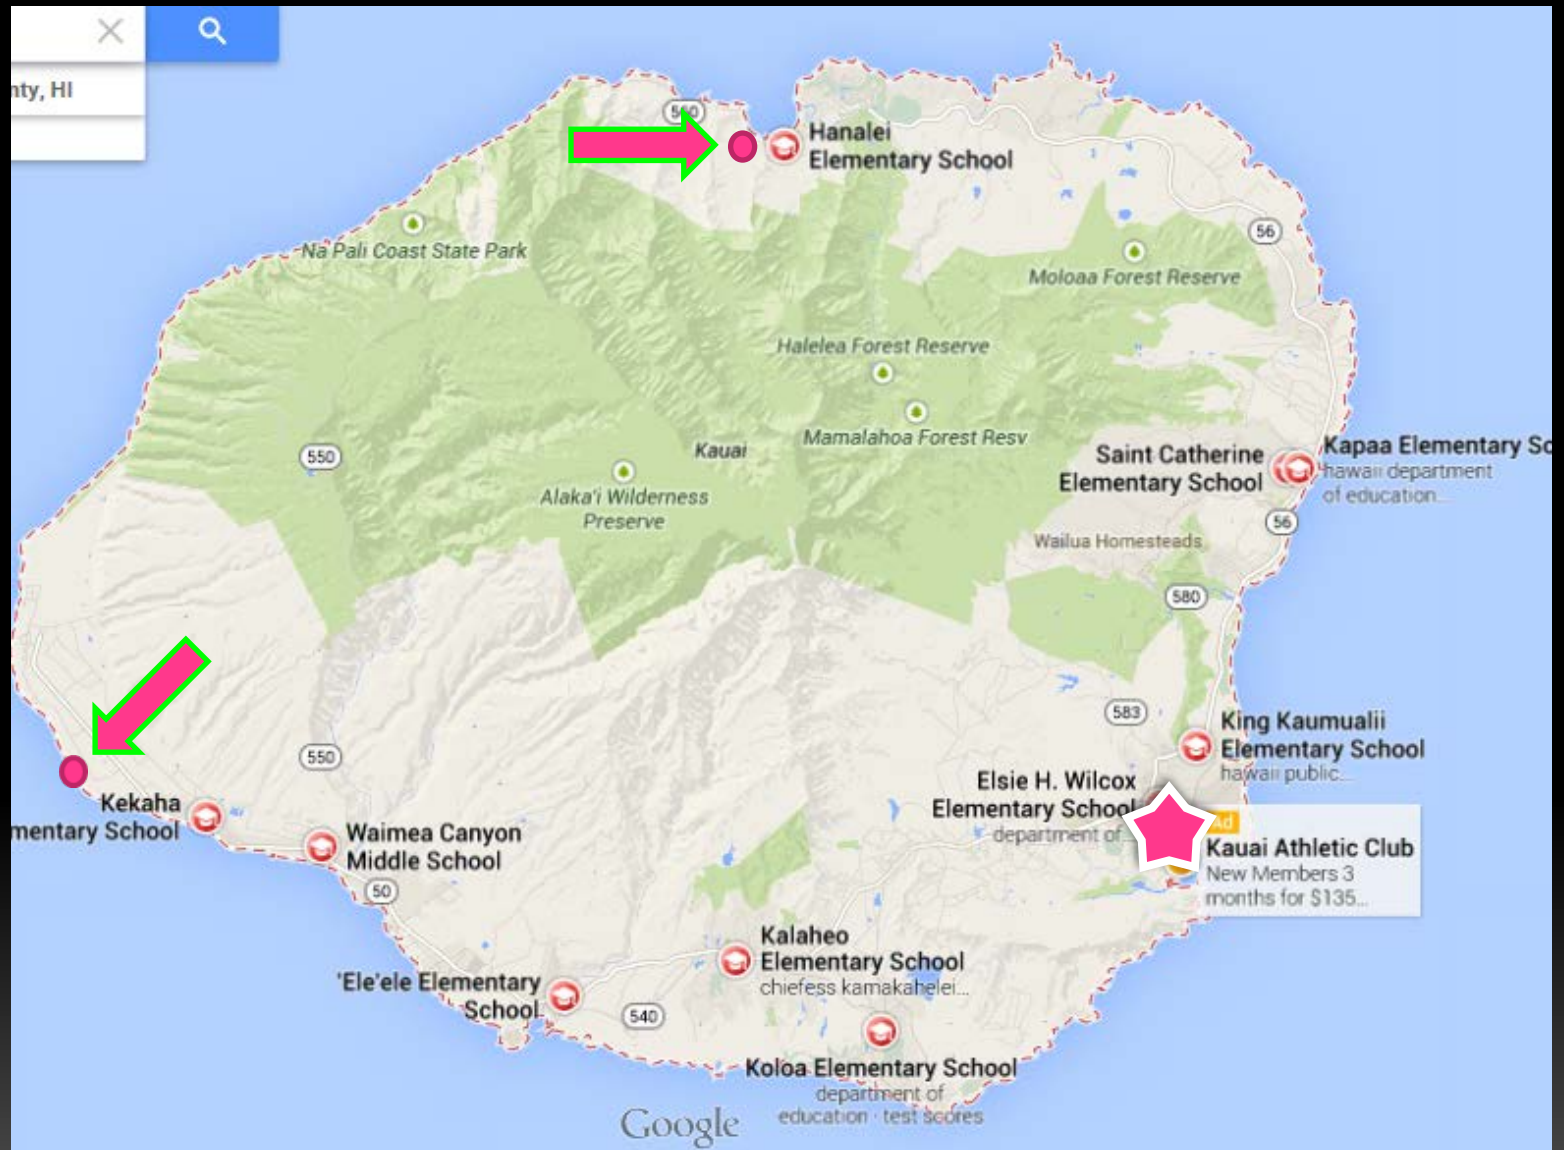 nty, HI
560
Hanalei
Elementary School
Na Pali Coast State Park
56
Moloaa Forest Reserve
Halelea Forest Reserve
Mamalahoa Forest Resv
Kauai
550
Alaka'i Wilderness
Preserve
Saint Catherine
Elementary School
Kapaa Elementary Sc
hawaii department
of education...
56
Wailua Homesteads
580
583
King Kaumualii
Elementary School
hawaii public...
550
Elsie H. Wilcox
Elementary School
department of
Ad
Kauai Athletic Club
New Members 3
months for $135...
Kekaha
mentary School
Waimea Canyon
Middle School
50
Kalaheo
Elementary School
chiefess kamakahelei...
'Ele'ele Elementary
School
540
Koloa Elementary School
department of
education · test scores
Google